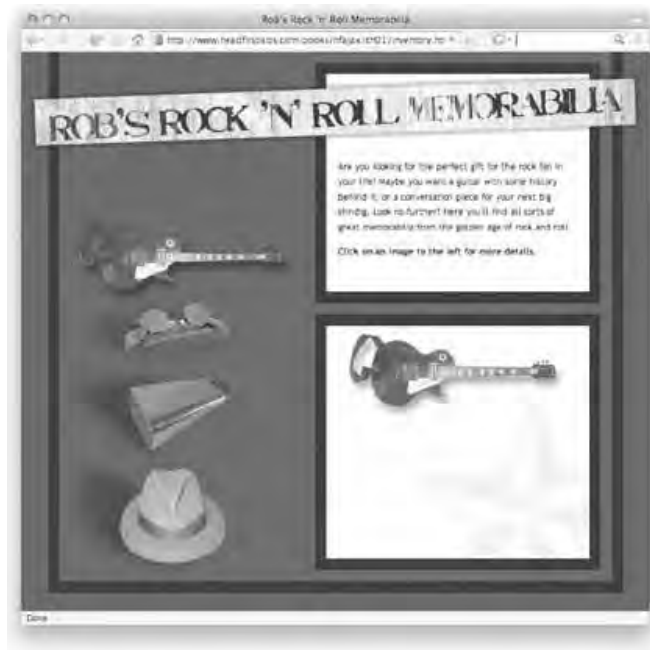 Rob's Rock 'n' Roll Memorabilia
ROB'S ROCK 'N' ROLL MEMORABILIA
Are you looking for the perfect gift for the rock fan in
your life? Maybe you want a guitar with some history
behind it, or a conversation piece for your next big
shindig. Look no further! Here you'll find all sorts of
great memorabilia from the golden age of rock and roll.
Click on an image to the left for more details.
Done